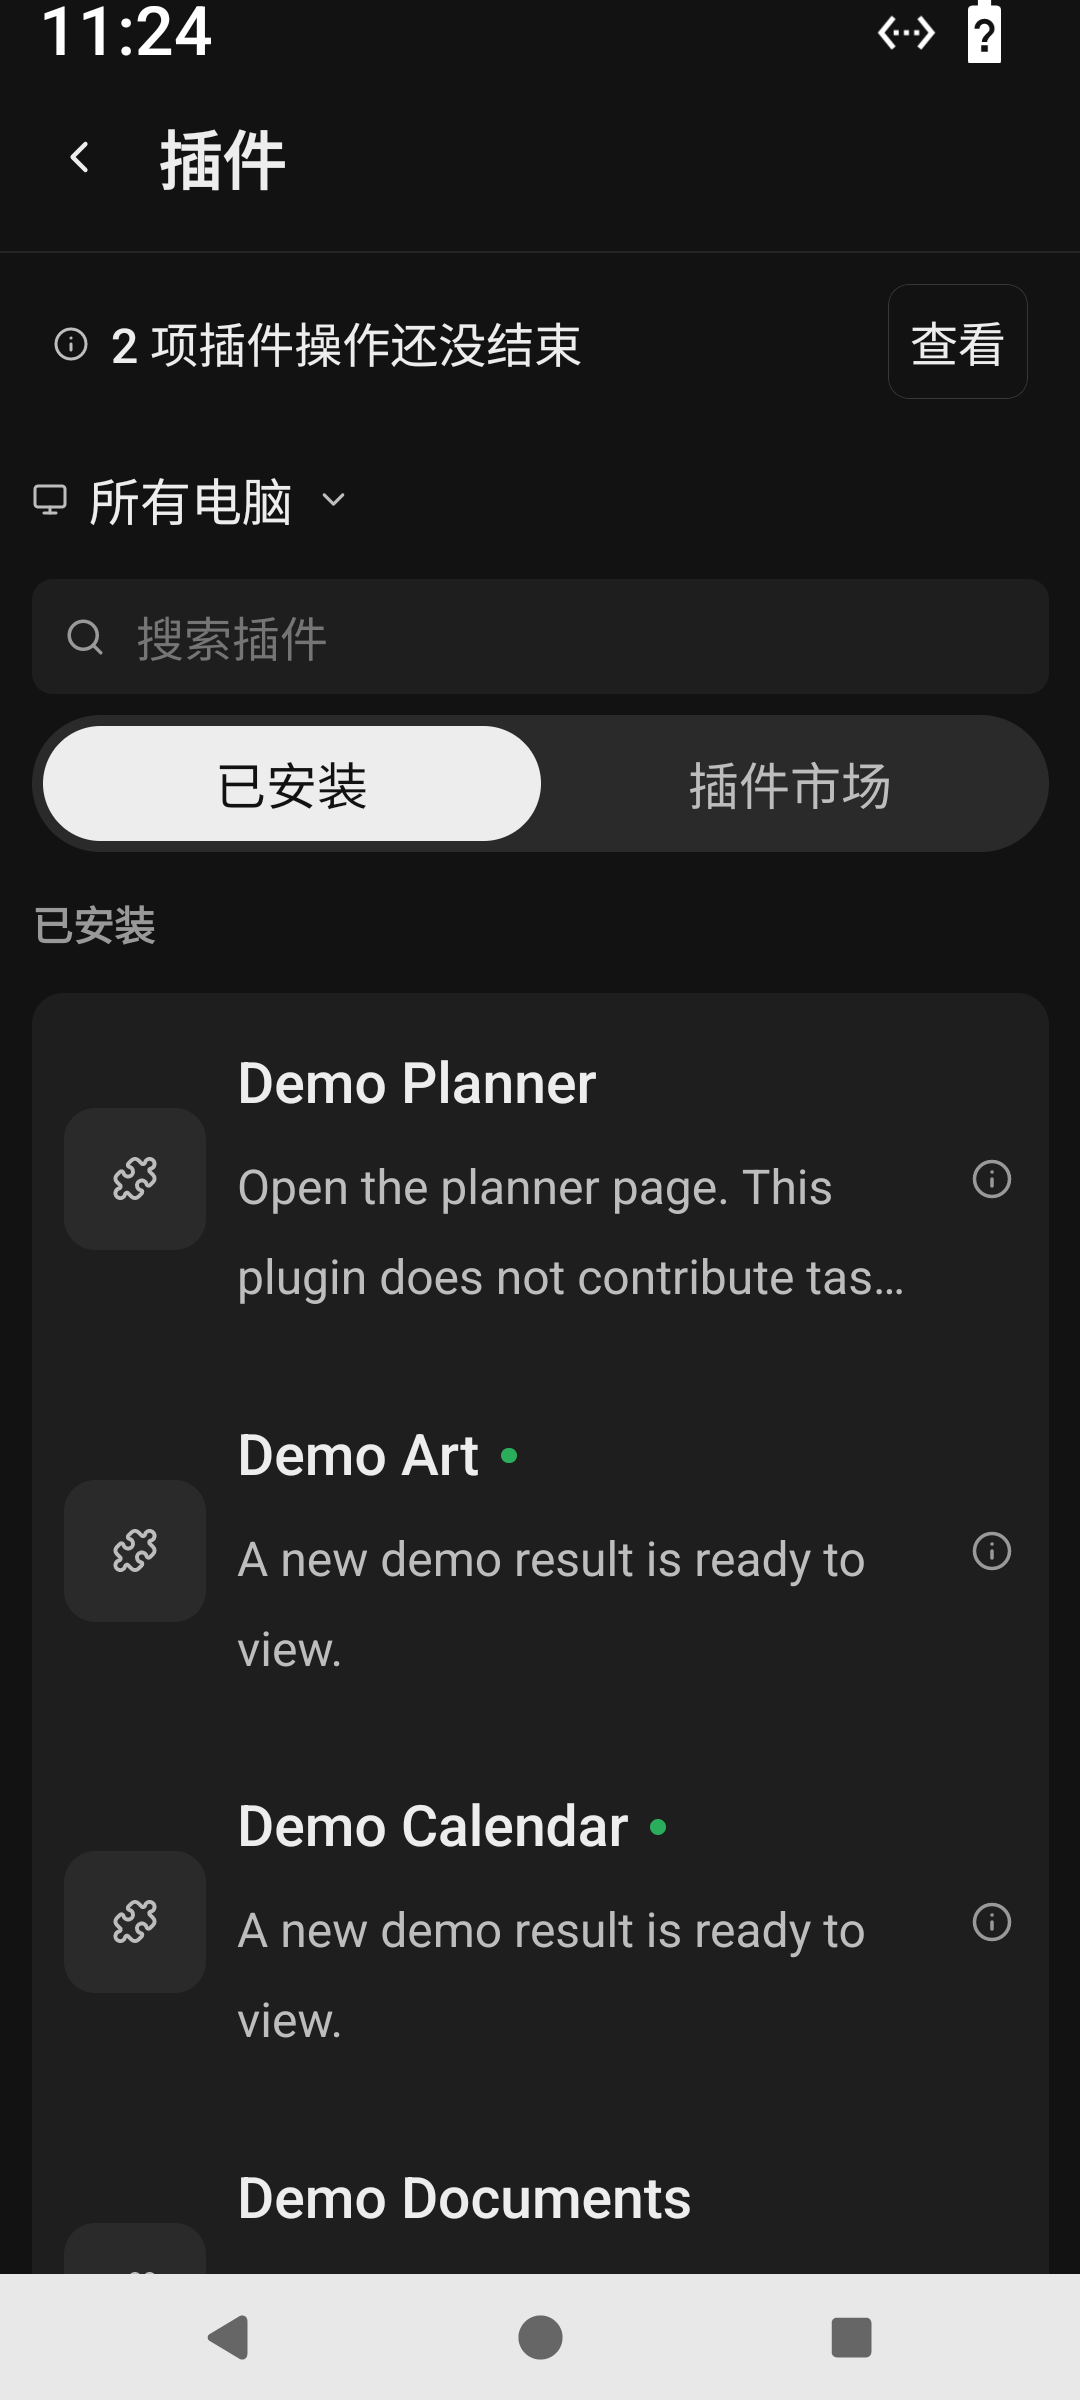 11:24
插件
2 项插件操作还没结束
查看
所有电脑
搜索插件
已安装
插件市场
已安装
Demo Planner
Open the planner page. This
plugin does not contribute tas…
Demo Art
A new demo result is ready to
view.
Demo Calendar
A new demo result is ready to
view.
Demo Documents